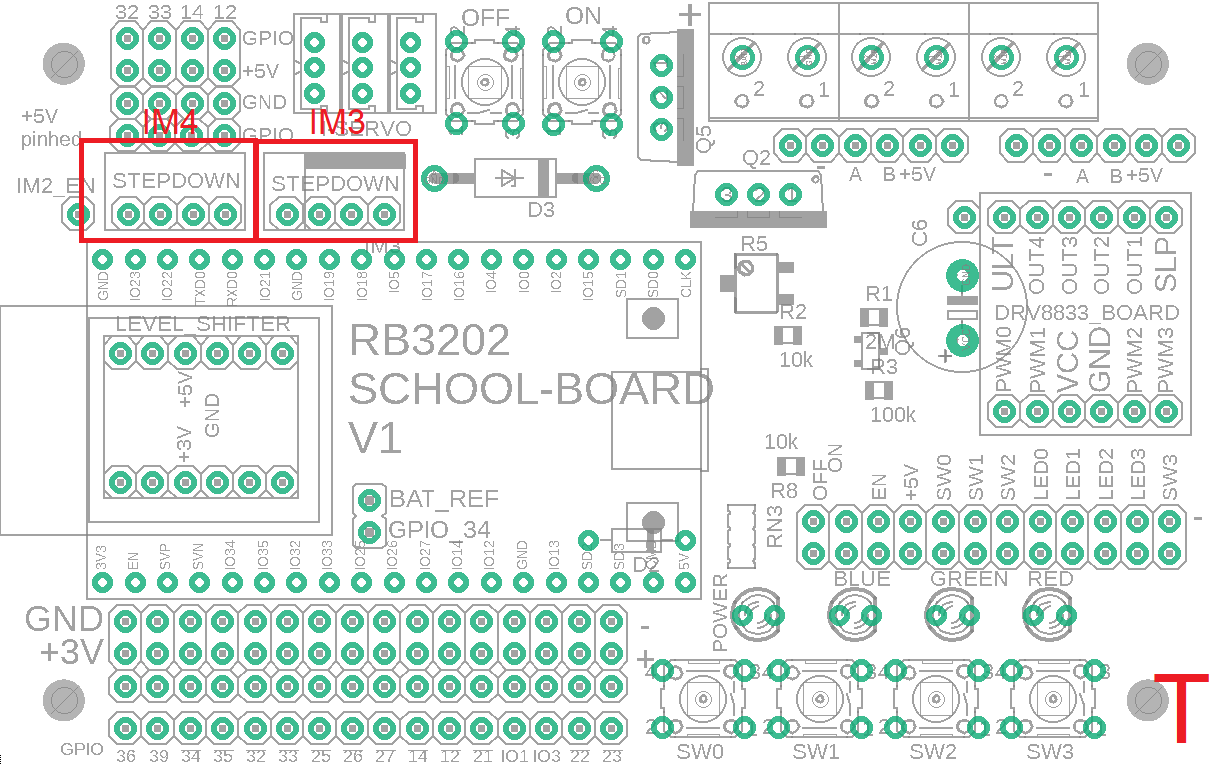 32 33 14 12
OFF ON +
GPIO
+5V
GND
GPIO
SERVO
2 1 2 1 2 1
+5V
pinhed
IM4 IM3
IM2_EN
STEPDOWN STEPDOWN
IM3
D3
Q5
Q2
- A B +5V - A B +5V
GND IO23 IO22 TXD0 RXD0 IO21 GND IO19 IO18 IO5 IO17 IO16 IO4 IO0 IO2 IO15 SD1 SD0 CLK
R5
C6
ULT OUT4 OUT3 OUT2 OUT1 SLP
DRV8833_BOARD
PWM0 PWM1 VCC GND PWM2 PWM3
R1
R2
10k
2M
Q6
+
R3
100k
LEVEL_SHIFTER
+5V
GND
+3V
RB3202
SCHOOL-BOARD
V1
BAT_REF
GPIO_34
10k
R8
OFF ON EN +5V SW0 SW1 SW2 LED0 LED1 LED2 LED3 SW3
-
RN3
3V3 EN SVP SVN IO34 IO35 IO32 IO33 IO25 IO26 IO27 IO14 IO12 GND IO13 SD3 5V
BLUE GREEN RED
POWER
GND
+3V
-
+
SW0 SW1 SW2 SW3
T
GPIO
36 39 34 35 32 33 25 26 27 14 12 21 IO1 IO3 22 23